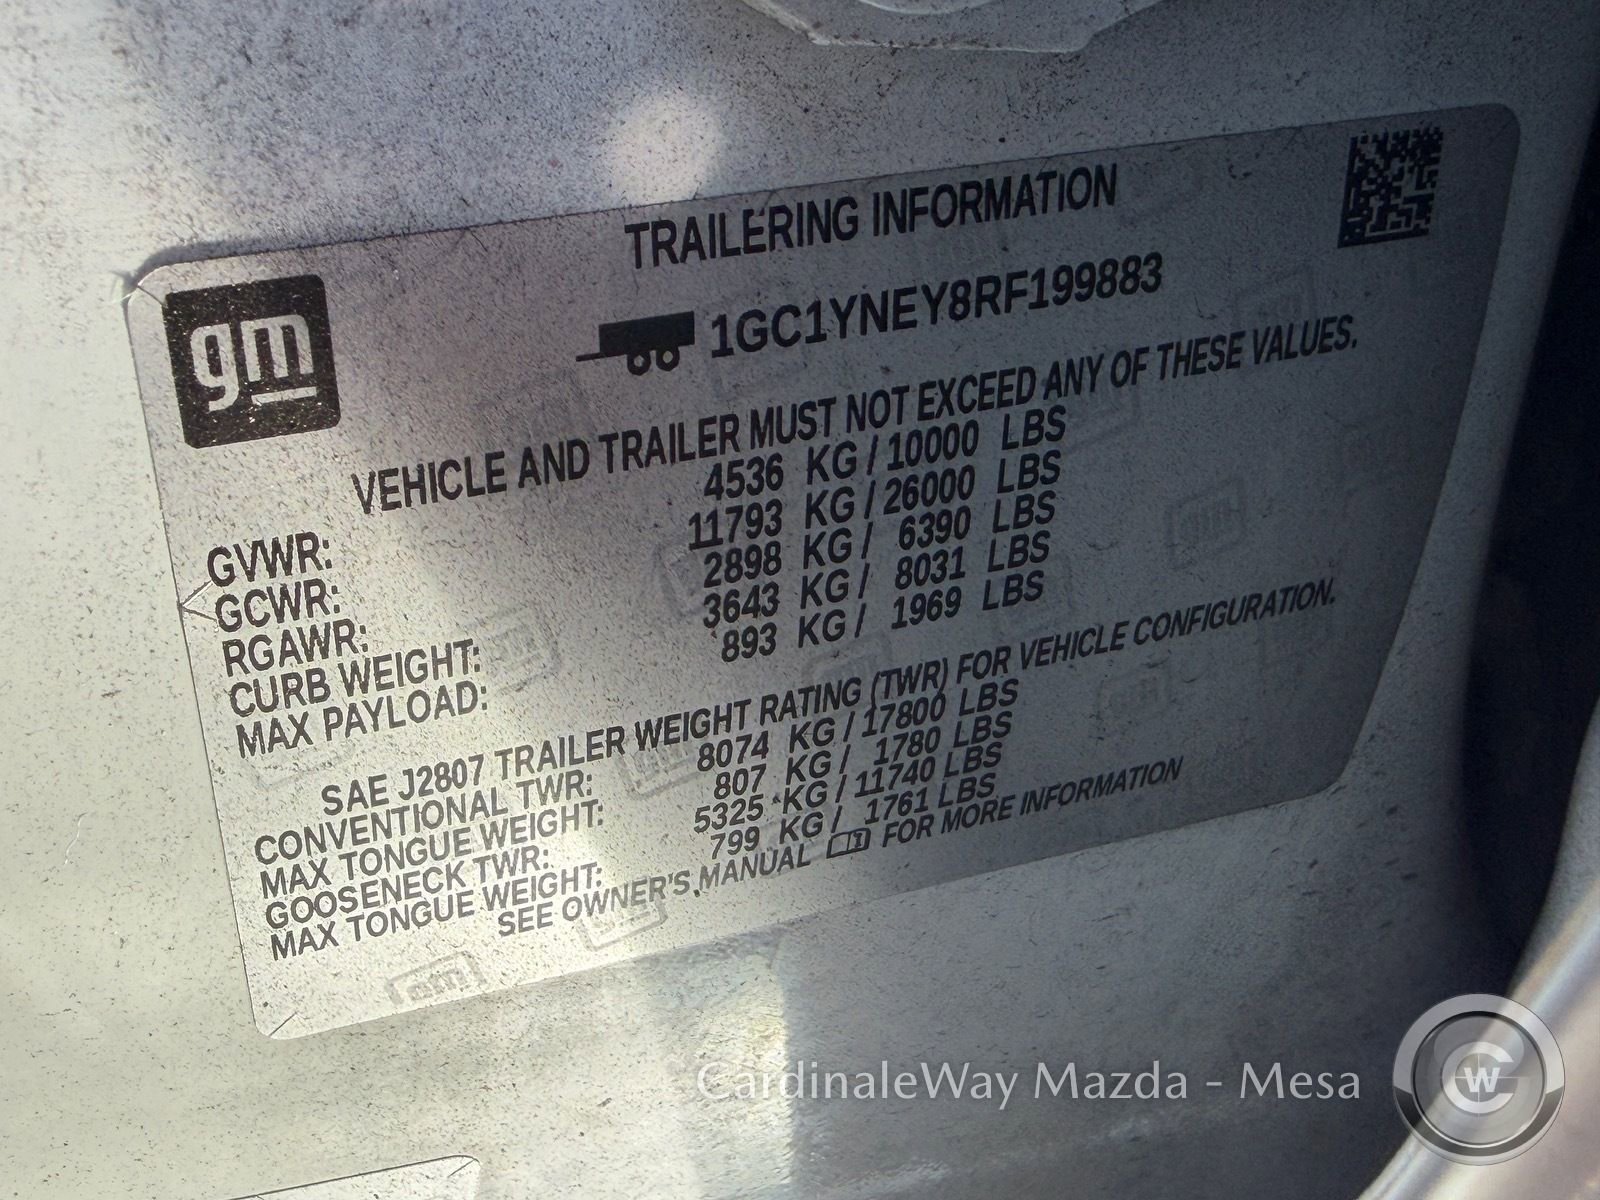 gm
TRAILERING INFORMATION
1GC1YNEY8RF199883
VEHICLE AND TRAILER MUST NOT EXCEED ANY OF THESE VALUES.
GVWR: 4536 KG / 10000 LBS
GCWR: 11793 KG / 26000 LBS
RGAWR: 2898 KG / 6390 LBS
CURB WEIGHT: 3643 KG / 8031 LBS
MAX PAYLOAD: 893 KG / 1969 LBS
SAE J2807 TRAILER WEIGHT RATING (TWR) FOR VEHICLE CONFIGURATION.
CONVENTIONAL TWR: 8074 KG / 17800 LBS
MAX TONGUE WEIGHT: 807 KG / 1780 LBS
GOOSENECK TWR: 5325 KG / 11740 LBS
MAX TONGUE WEIGHT: 799 KG / 1761 LBS
SEE OWNER'S MANUAL FOR MORE INFORMATION
CardinaleWay Mazda - Mesa
CW